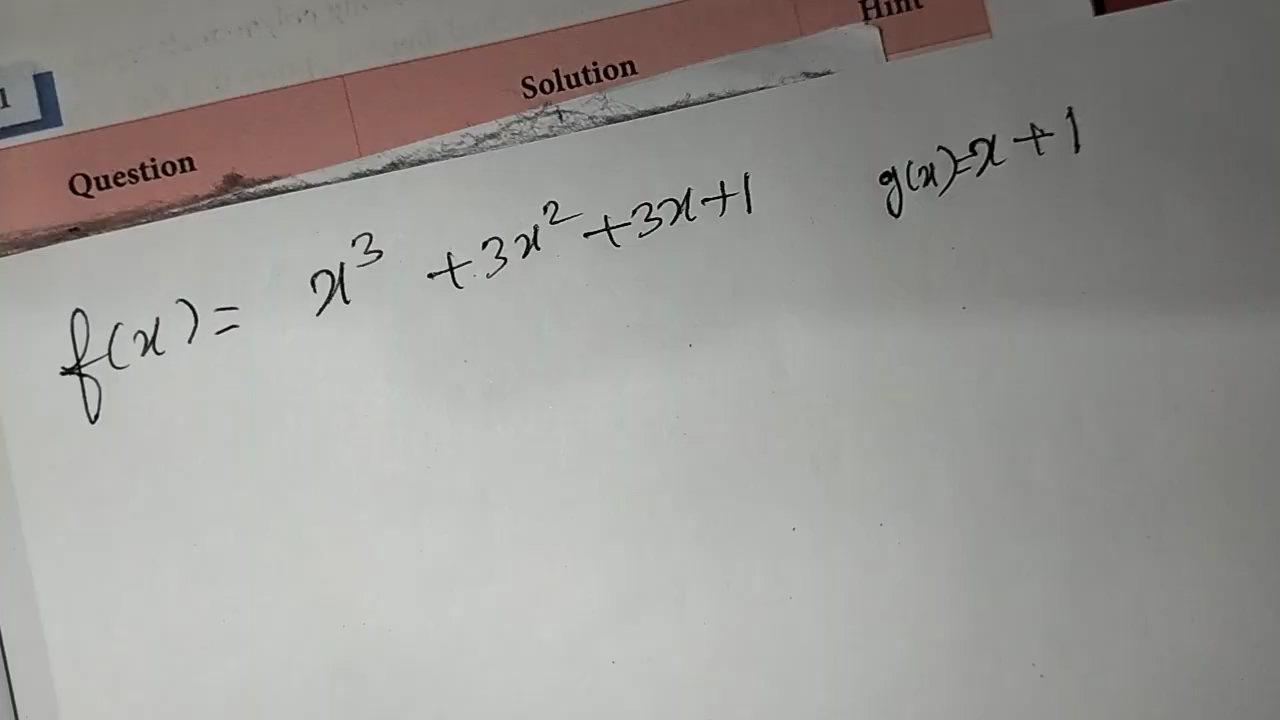 1
Question Solution Hint
f(x) = x³ + 3x² + 3x + 1 g(x) = x + 1